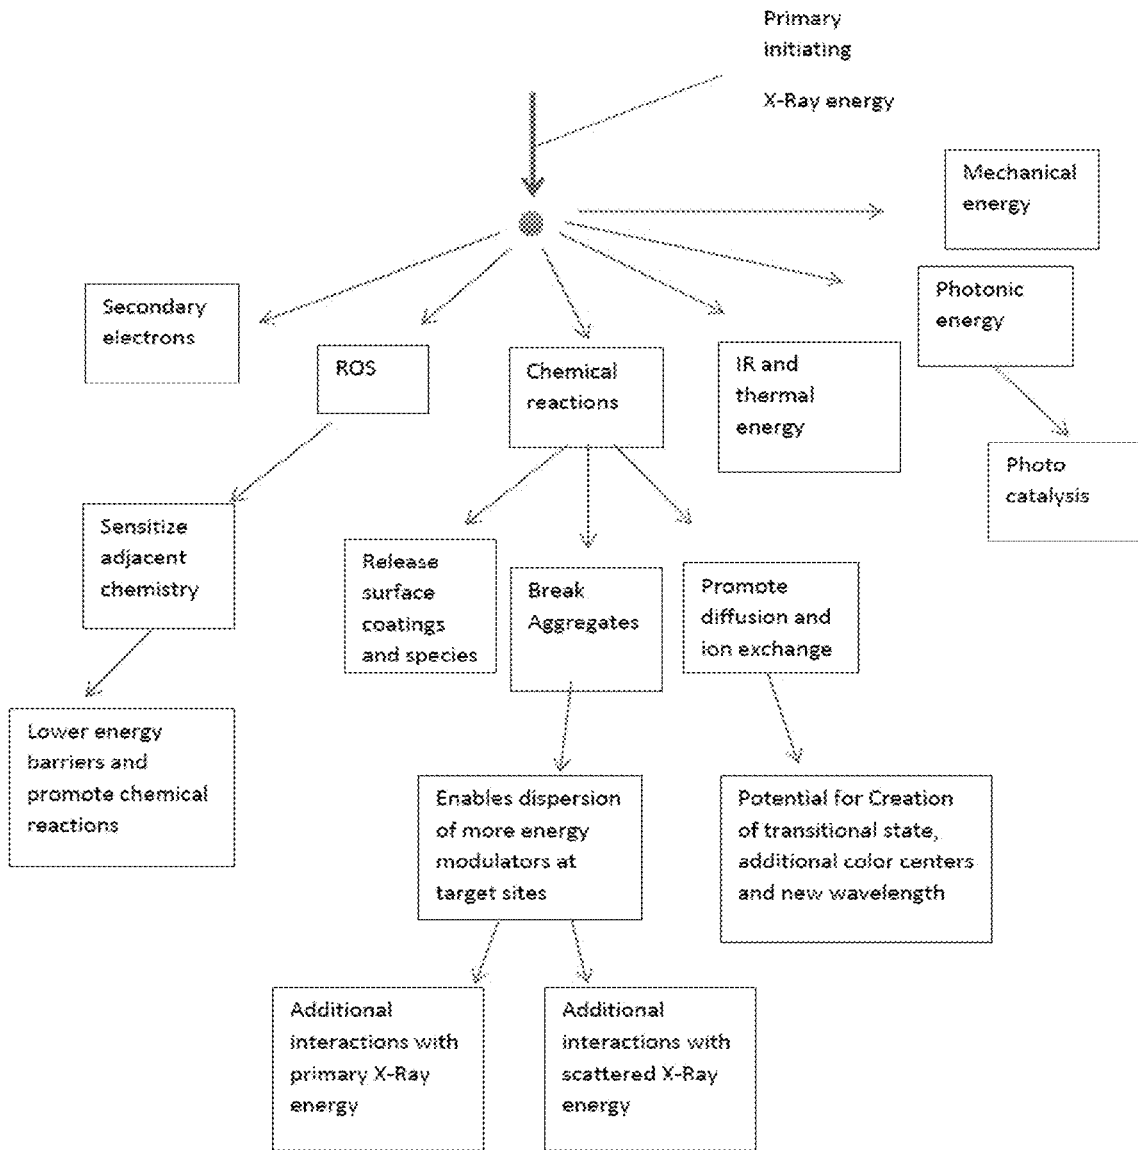 Primary
initiating
X-Ray energy
Mechanical
energy
Photonic
energy
Secondary
electrons
ROS
Chemical
reactions
IR and
thermal
energy
Photo
catalysis
Sensitize
adjacent
chemistry
Release
surface
coatings
and species
Break
Aggregates
Promote
diffusion and
ion exchange
Lower energy
barriers and
promote chemical
reactions
Enables dispersion
of more energy
modulators at
target sites
Potential for Creation
of transitional state,
additional color centers
and new wavelength
Additional
interactions with
primary X-Ray
energy
Additional
interactions with
scattered X-Ray
energy